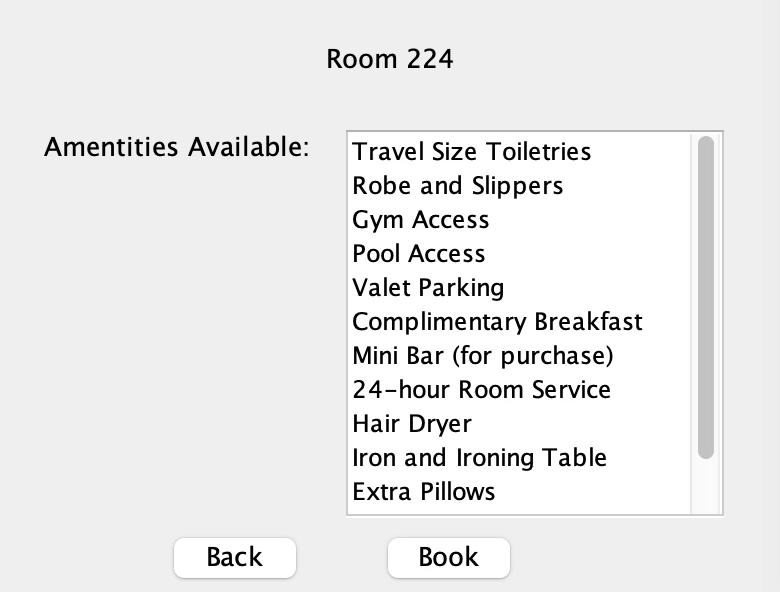 Room 224
Amentities Available:
Travel Size Toiletries
Robe and Slippers
Gym Access
Pool Access
Valet Parking
Complimentary Breakfast
Mini Bar (for purchase)
24-hour Room Service
Hair Dryer
Iron and Ironing Table
Extra Pillows
Back
Book